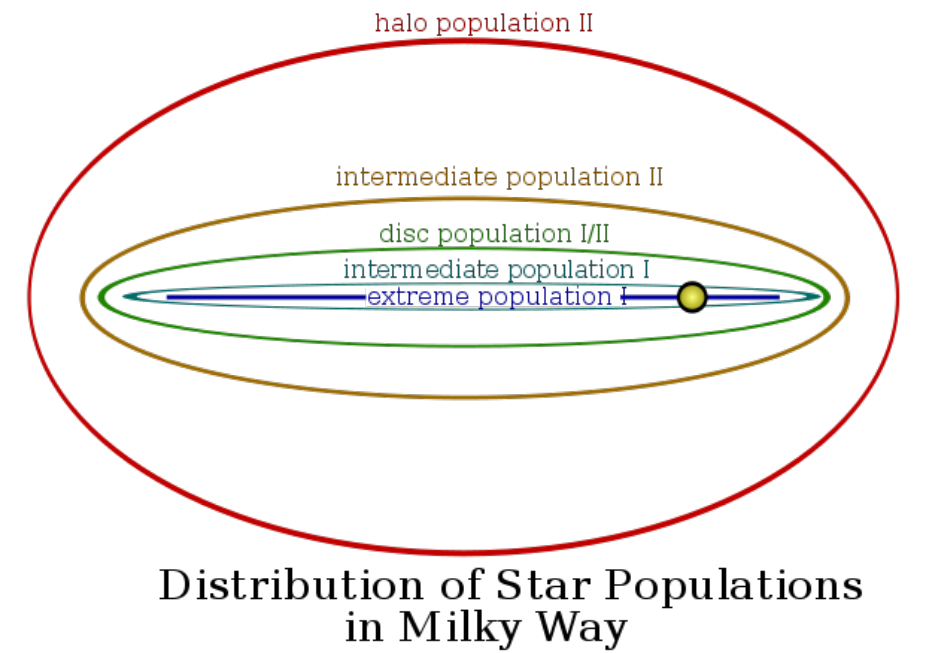 halo population II
intermediate population II
disc population I/II
intermediate population I
extreme population I
Distribution of Star Populations
in Milky Way